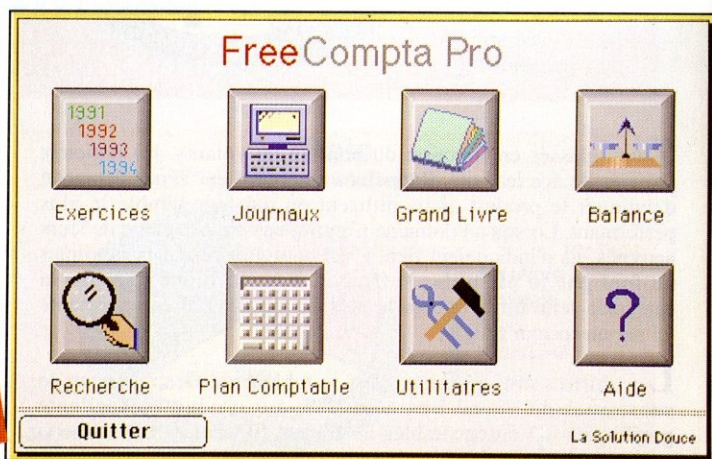 FreeCompta Pro
1991
1992
1993
1994
Exercices
Journaux
Grand Livre
Balance
Recherche
Plan Comptable
Utilitaires
?
Aide
Quitter
La Solution Douce